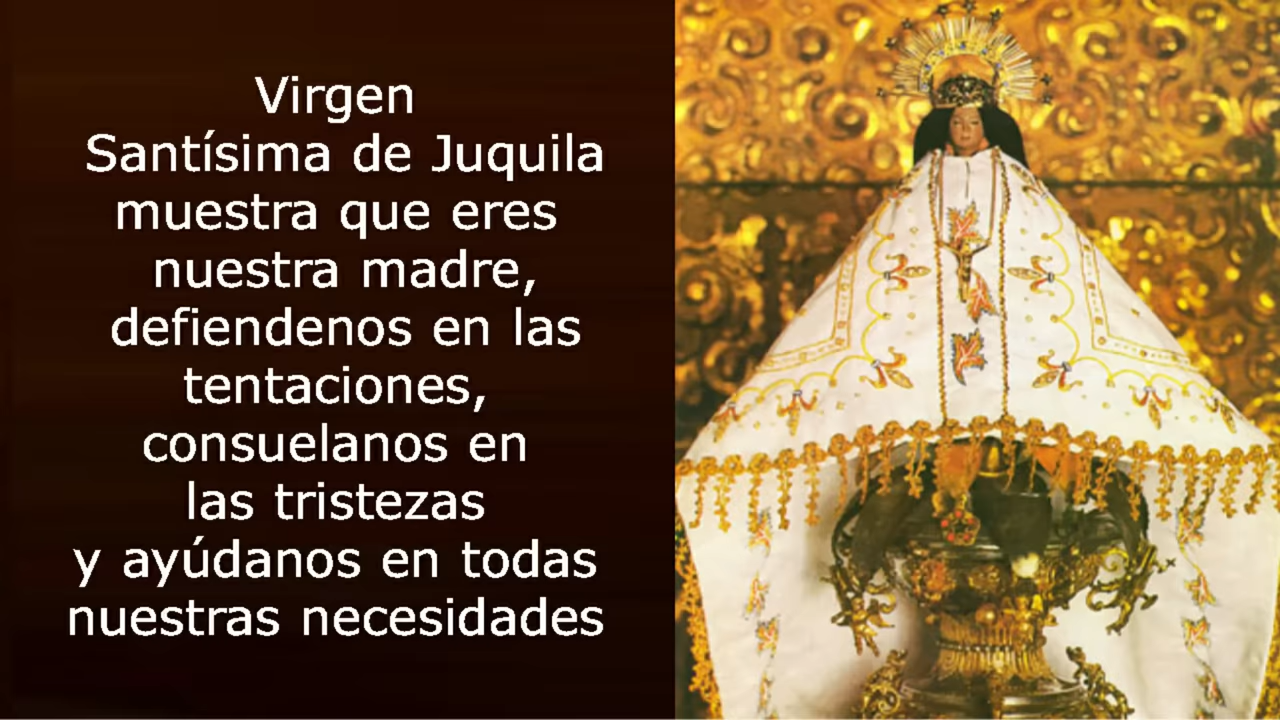 Virgen
Santísima de Juquila
muestra que eres
nuestra madre,
defiendenos en las
tentaciones,
consuelanos en
las tristezas
y ayúdanos en todas
nuestras necesidades